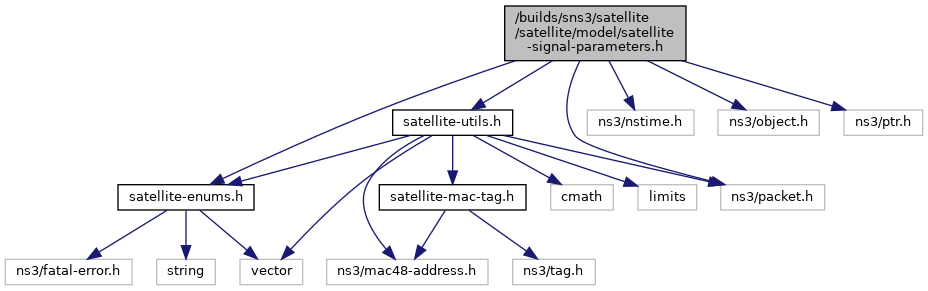 /builds/sns3/satellite
/satellite/model/satellite
-signal-parameters.h
satellite-utils.h
ns3/nstime.h
ns3/object.h
ns3/ptr.h
satellite-enums.h
satellite-mac-tag.h
cmath
limits
ns3/packet.h
ns3/fatal-error.h
string
vector
ns3/mac48-address.h
ns3/tag.h